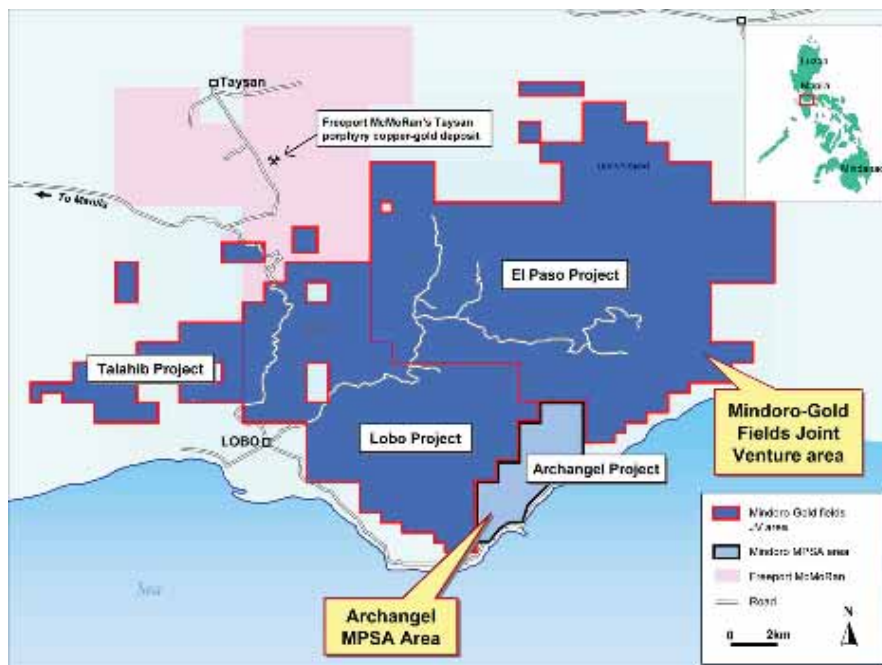 Taysan
Freeport McMoRan's Taysan
porphyry copper-gold deposit
To Manila
El Paso Project
Talahib Project
LOBO
Lobo Project
Archangel Project
Mindoro-Gold
Fields Joint
Venture area
Archangel
MPSA Area
Sea
Luzon
Manila
Mindanao
Mindoro Gold fields
JV area
Mindoro MPSA area
Freeport McMoRan
Road
N
0 2km